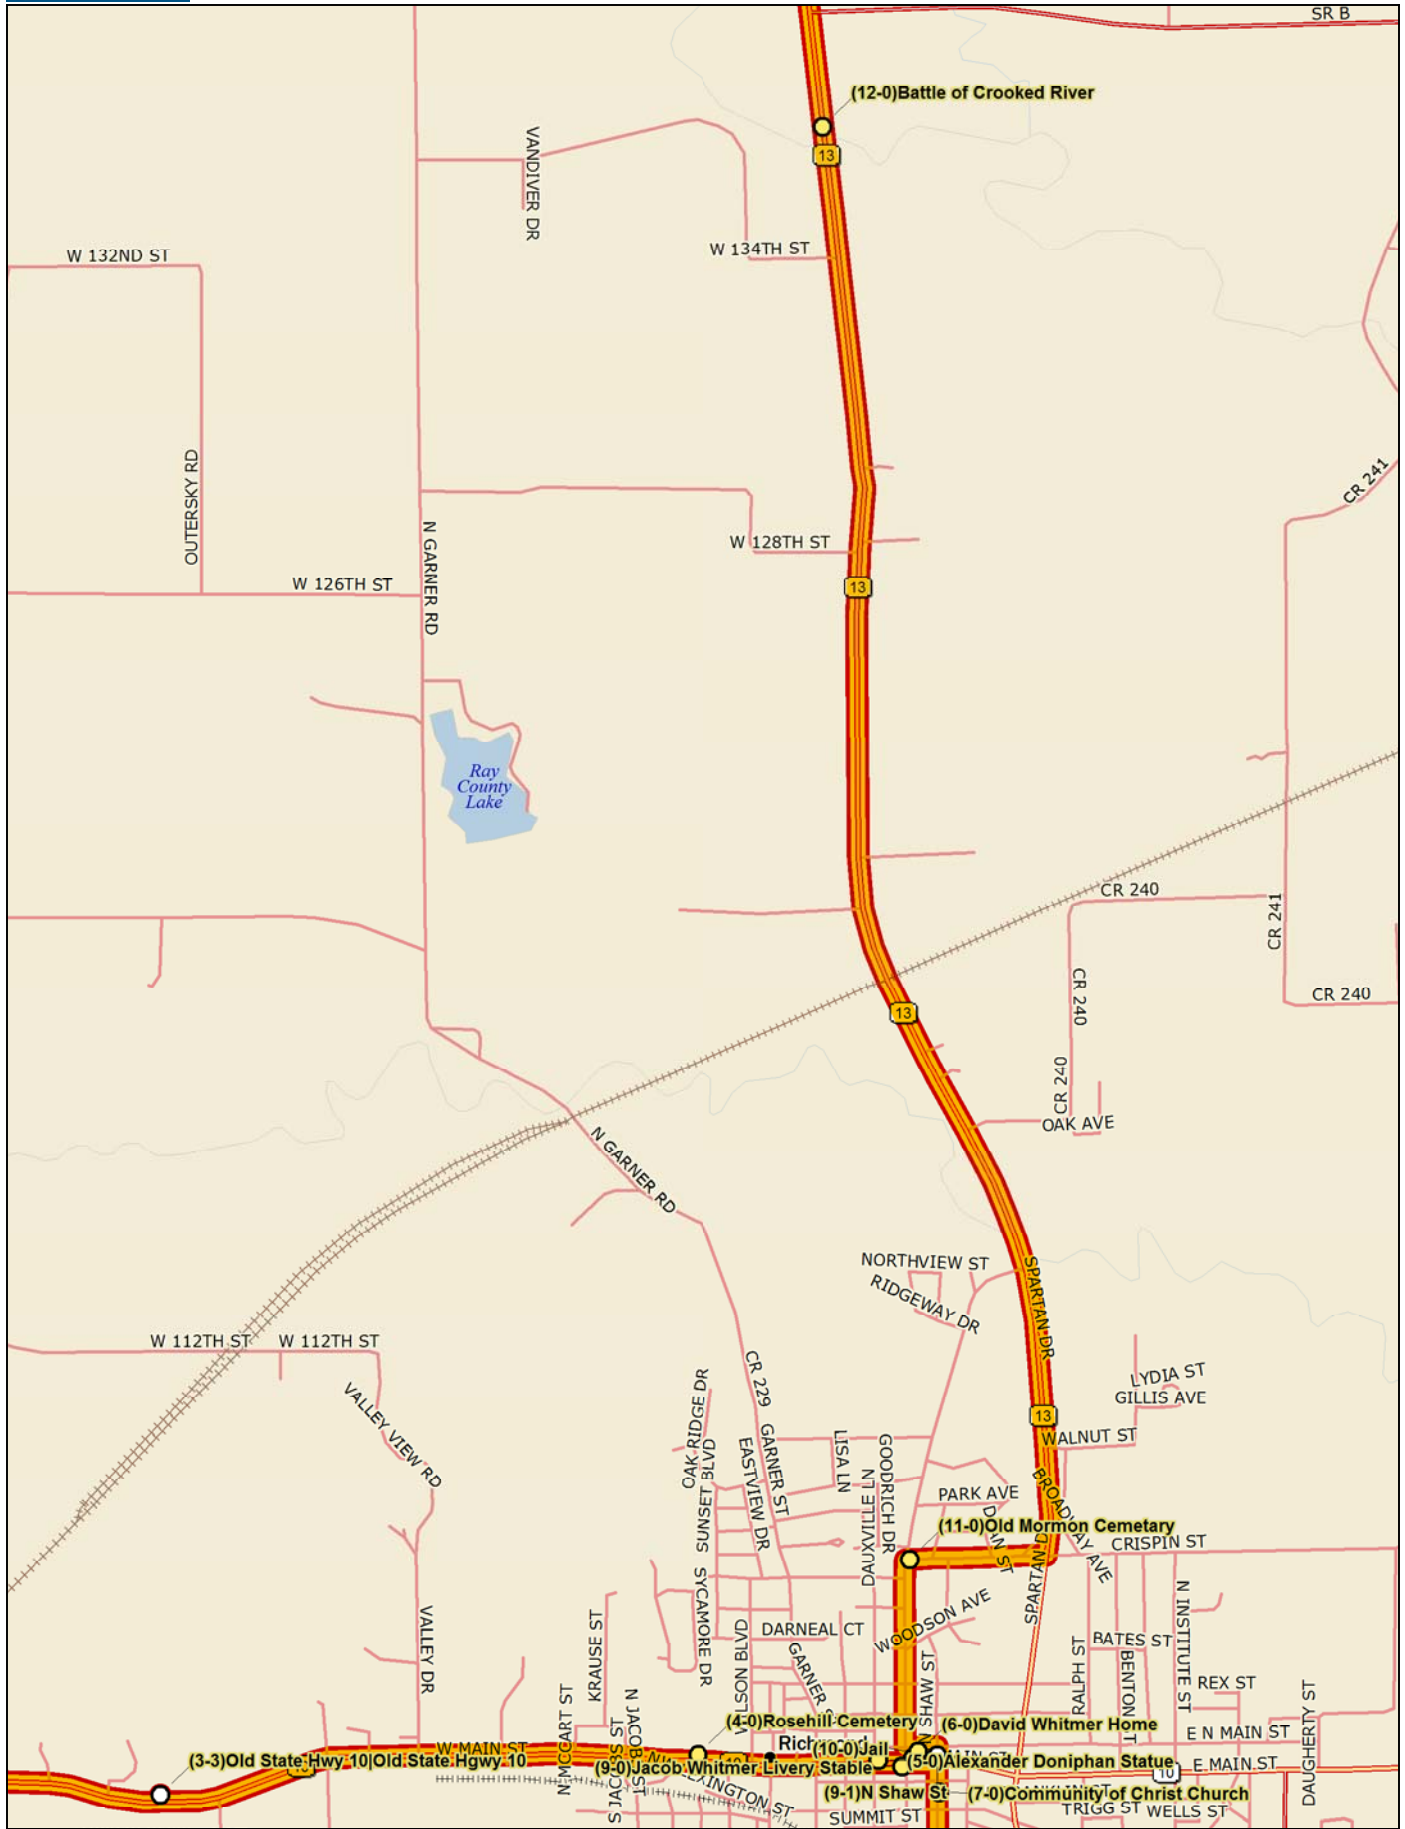 SR B
(12-0)Battle of Crooked River
13
VANDIVER DR
W 134TH ST
W 132ND ST
OUTERSKY RD
CR 241
N GARNER RD
W 128TH ST
W 126TH ST
13
Ray
County
Lake
CR 240
CR 241
CR 240
CR 240
13
CR 240
OAK AVE
N GARNER RD
NORTHVIEW ST
RIDGEWAY DR
SPARTAN DR
W 112TH ST
W 112TH ST
CR 229
OAK RIDGE DR
LYDIA ST
GILLIS AVE
VALLEY VIEW RD
13
WALNUT ST
GARNER ST
EASTVIEW DR
SUNSET BLVD
LISA LN
GOODRICH DR
DAUXVILLE LN
PARK AVE
BROADWAY AVE
(11-0)Old Mormon Cemetary
CRISPIN ST
SPARTAN D
SYCAMORE DR
N INSTITUTE ST
WOODSON AVE
VALLEY DR
KRAUSE ST
DARNEAL CT
BATES ST
RALPH ST
BENTON T
REX ST
GARNER S
SHAW ST
DAUGHERTY ST
N MCCART ST
N JACOB ST
S JACOBS ST
(4-0)Rosehill Cemetery
(6-0)David Whitmer Home
E N MAIN ST
W MAIN ST
(10-0)Jail
(3-3)Old State Hwy 10|Old State Hgwy 10
(9-0)Jacob Whitmer Livery Stable
(5-0)Alexander Doniphan Statue
E MAIN ST
10
(9-1)N Shaw St
(7-0)Community of Christ Church
SUMMIT ST
TRIGG ST
WELLS ST